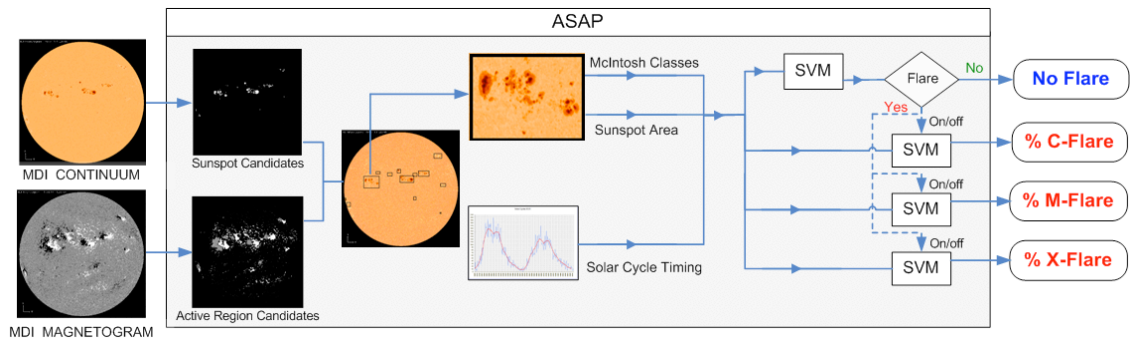 ASAP
McIntosh Classes
SVM
Flare
No
No Flare
Yes
On/off
Sunspot Area
SVM
% C-Flare
Sunspot Candidates
MDI CONTINUUM
On/off
SVM
% M-Flare
On/off
Solar Cycle Timing
SVM
% X-Flare
Active Region Candidates
MDI MAGNETOGRAM